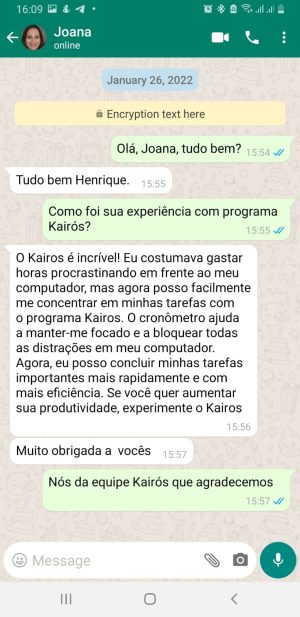 16:09
Joana
online
January 26, 2022
Encryption text here
Olá, Joana, tudo bem? 15:54
Tudo bem Henrique. 15:55
Como foi sua experiência com programa
Kairós? 15:55
O Kairos é incrível! Eu costumava gastar
horas procrastinando em frente ao meu
computador, mas agora posso facilmente
me concentrar em minhas tarefas com
o programa Kairos. O cronômetro ajuda
a manter-me focado e a bloquear todas
as distrações em meu computador.
Agora, eu posso concluir minhas tarefas
importantes mais rapidamente e com
mais eficiência. Se você quer aumentar
sua produtividade, experimente o Kairos
15:56
Muito obrigada a vocês 15:57
Nós da equipe Kairós que agradecemos
15:57
Message